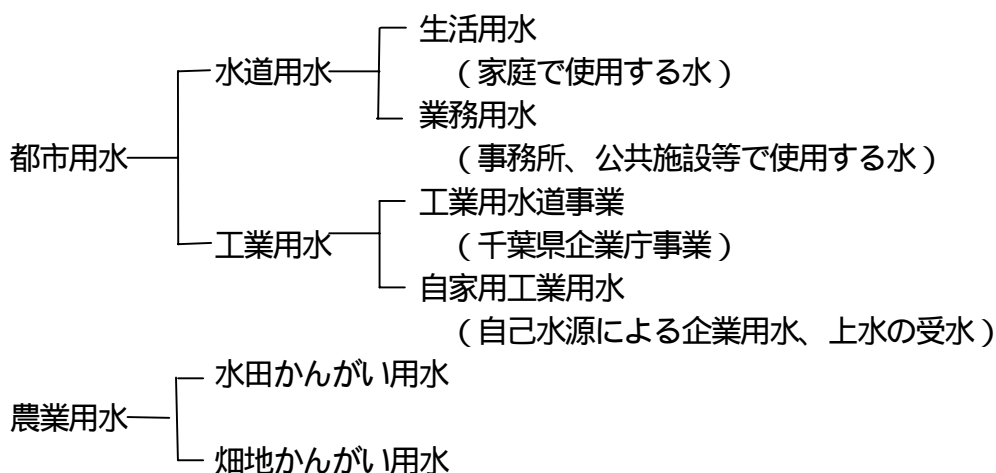 生活用水
水道用水
(家庭で使用する水)
業務用水
都市用水
(事務所、公共施設等で使用する水)
工業用水道事業
工業用水
(千葉県企業庁事業)
自家用工業用水
(自己水源による企業用水、上水の受水)
水田かんがい用水
農業用水
畑地かんがい用水